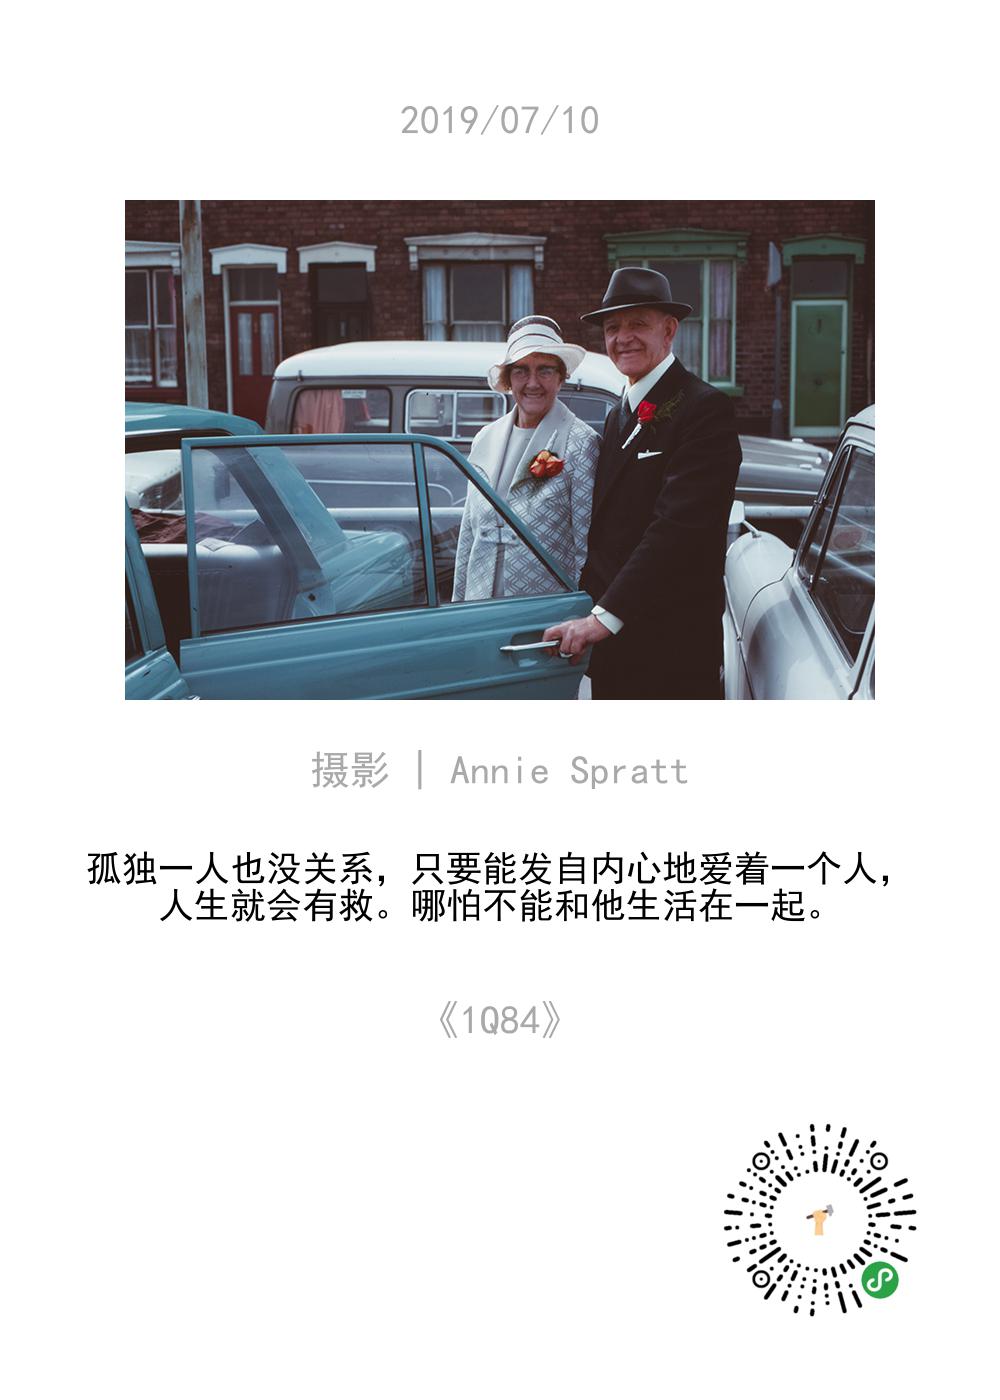 2019/07/10
摄影 | Annie Spratt
孤独一人也没关系，只要能发自内心地爱着一个人，
人生就会有救。哪怕不能和他生活在一起。
《1Q84》